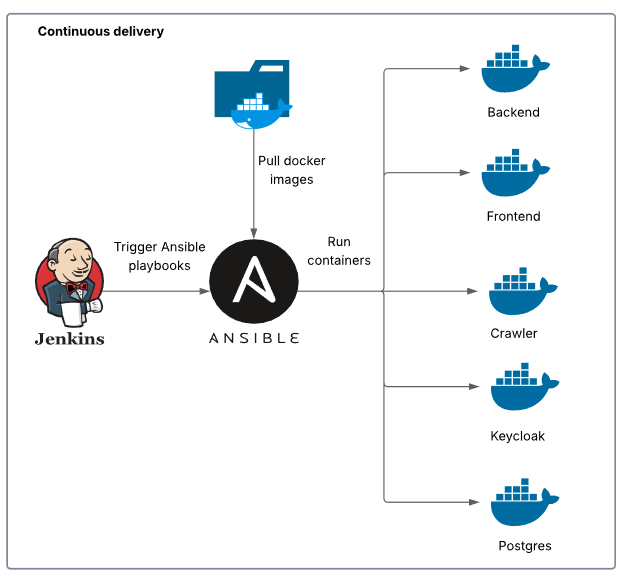 Continuous delivery
Backend
Pull docker
images
Frontend
Trigger Ansible
playbooks
Run
containers
Jenkins
ANSIBLE
Crawler
Keycloak
Postgres